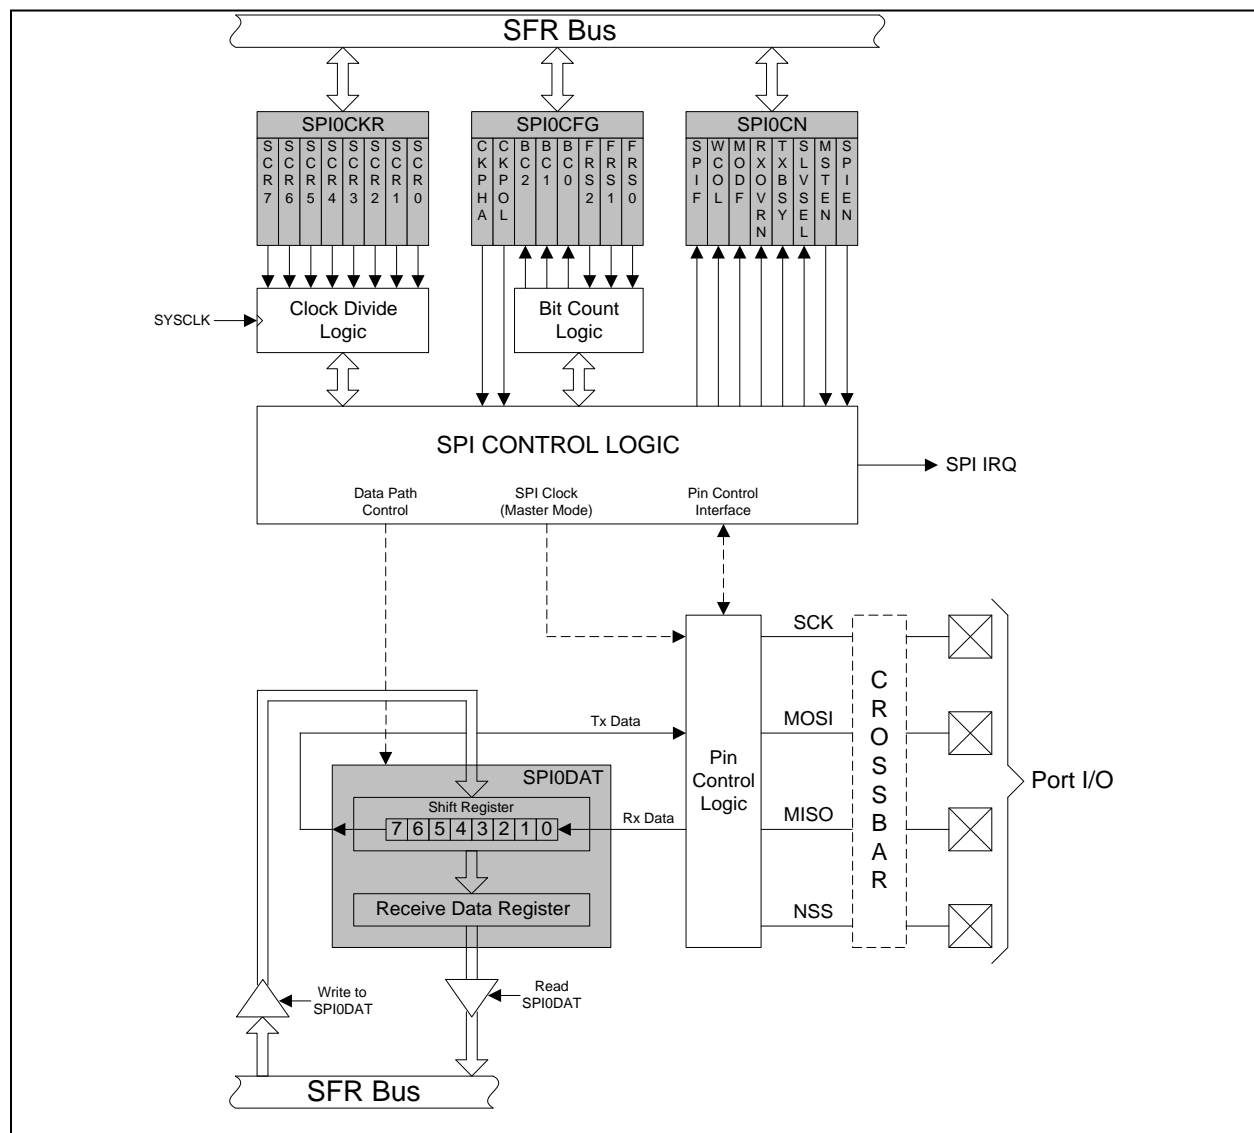 SFR Bus
SPI0CKR
SPI0CFG
SPI0CN
SCR7
SCR6
SCR5
SCR4
SCR3
SCR2
SCR1
SCR0
CKPHA
CKPOL
BC2
BC1
BC0
FRS2
FRS1
FRS0
SPIF
WCOL
MODF
RXOVRN
TXBSY
SLVSEL
MSTEN
SPIEN
SYSCLK
Clock Divide
Logic
Bit Count
Logic
SPI CONTROL LOGIC
SPI IRQ
Data Path
Control
SPI Clock
(Master Mode)
Pin Control
Interface
SCK
MOSI
MISO
NSS
CROSSBAR
Port I/O
Tx Data
Pin
Control
Logic
SPI0DAT
Shift Register
7 6 5 4 3 2 1 0
Rx Data
Receive Data Register
Write to
SPI0DAT
Read
SPI0DAT
SFR Bus